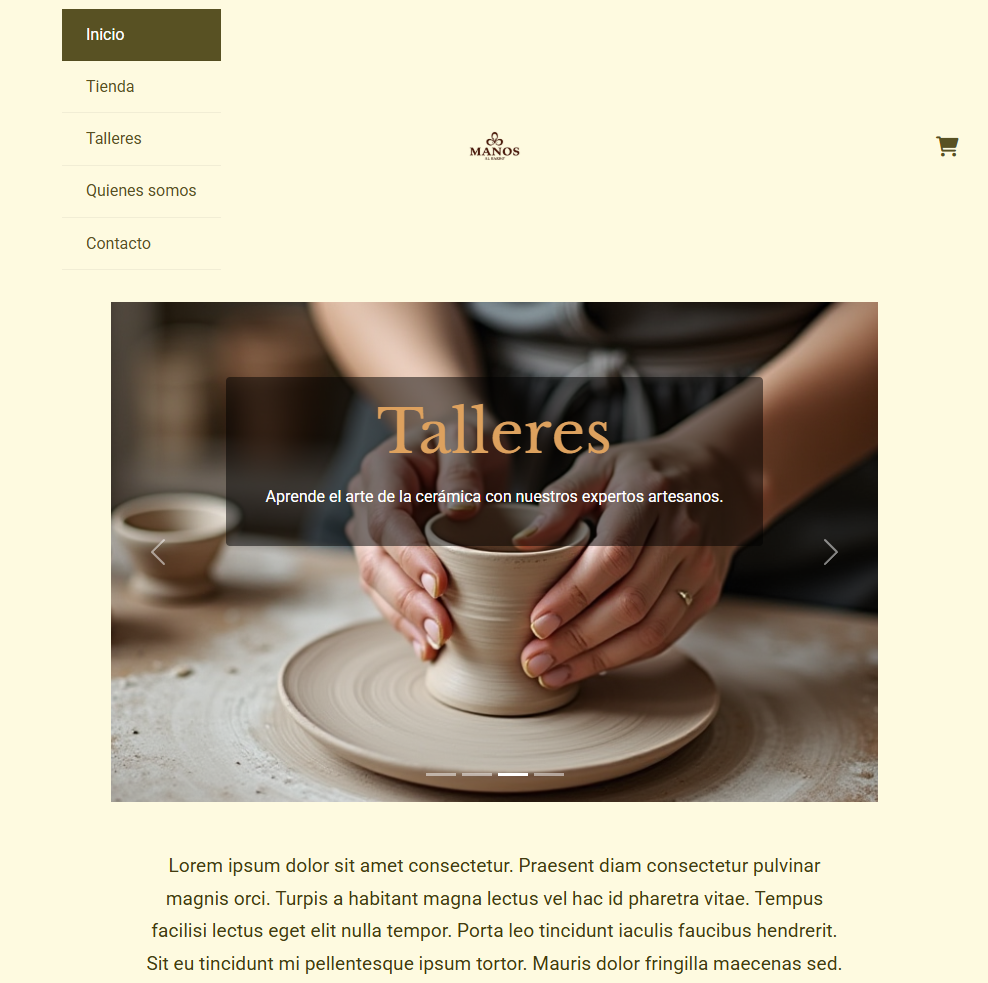 Inicio
Tienda
Talleres
Quienes somos
Contacto
MANOS
AL BARRO
Talleres
Aprende el arte de la cerámica con nuestros expertos artesanos.
Lorem ipsum dolor sit amet consectetur. Praesent diam consectetur pulvinar
magnis orci. Turpis a habitant magna lectus vel hac id pharetra vitae. Tempus
facilisi lectus eget elit nulla tempor. Porta leo tincidunt iaculis faucibus hendrerit.
Sit eu tincidunt mi pellentesque ipsum tortor. Mauris dolor fringilla maecenas sed.